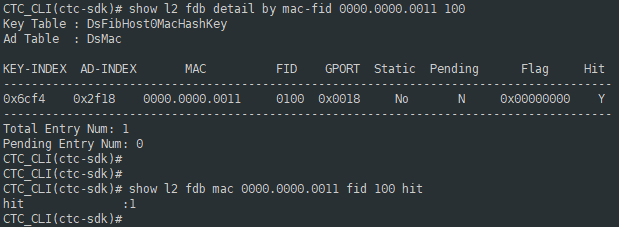 CTC_CLI(ctc-sdk)# show l2 fdb detail by mac-fid 0000.0000.0011 100
Key Table : DsFibHost0MacHashKey
Ad Table  : DsMac
KEY-INDEX  AD-INDEX       MAC          FID   GPORT  Static  Pending     Flag     Hit
-------------------------------------------------------------------------------
0x6cf4    0x2f18    0000.0000.0011   0100  0x0018    No       N     0x00000000    Y
-------------------------------------------------------------------------------
Total Entry Num: 1
Pending Entry Num: 0
CTC_CLI(ctc-sdk)#
CTC_CLI(ctc-sdk)#
CTC_CLI(ctc-sdk)# show l2 fdb mac 0000.0000.0011 fid 100 hit
hit             :1
CTC_CLI(ctc-sdk)#